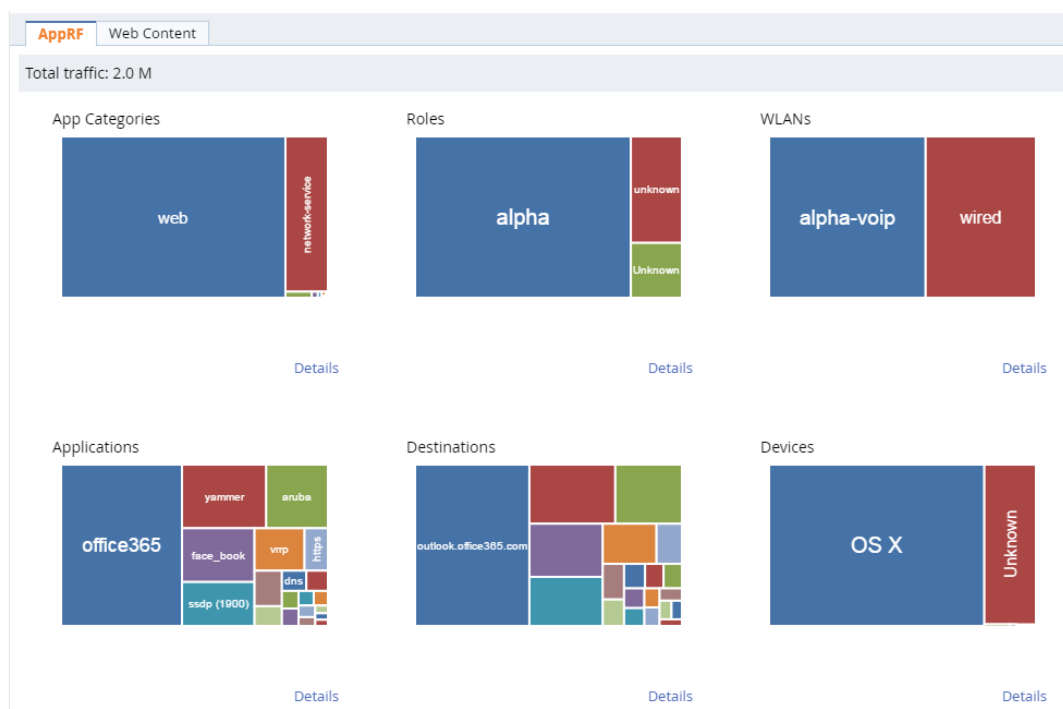 AppRF Web Content
Total traffic: 2.0 M
App Categories Roles WLANs
web
network-service
alpha
unknown
Unknown
alpha-voip
wired
Details Details Details
Applications Destinations Devices
office365
yammer
aruba
face_book
vrrp
https
dns
ssdp (1900)
outlook.office365.com
OS X
Unknown
Details Details Details